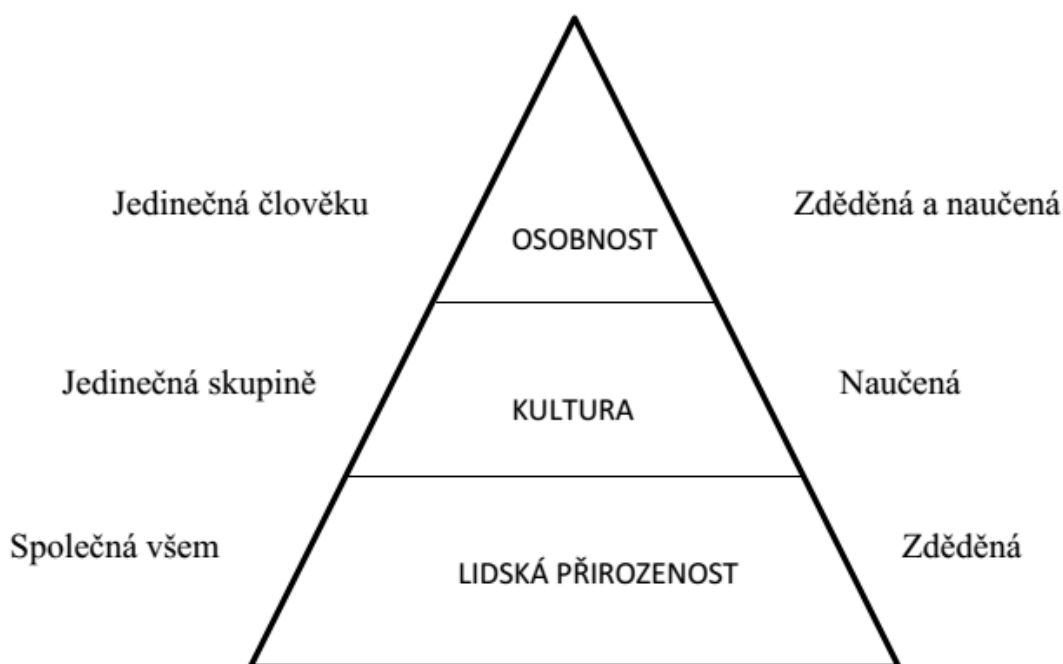 Jedinečná člověku
Zděděná a naučená
OSOBNOST
Jedinečná skupině
Naučená
KULTURA
Společná všem
Zděděná
LIDSKÁ PŘIROZENOST